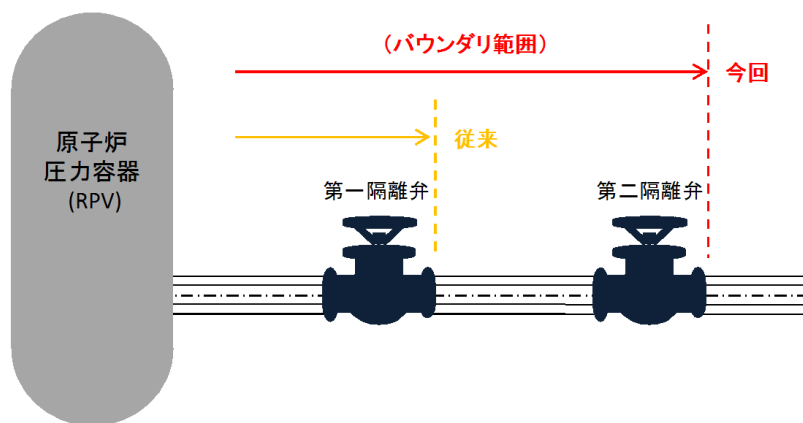 (バウンダリ範囲)
今回
従来
原子炉
圧力容器
(RPV)
第一隔離弁
第二隔離弁